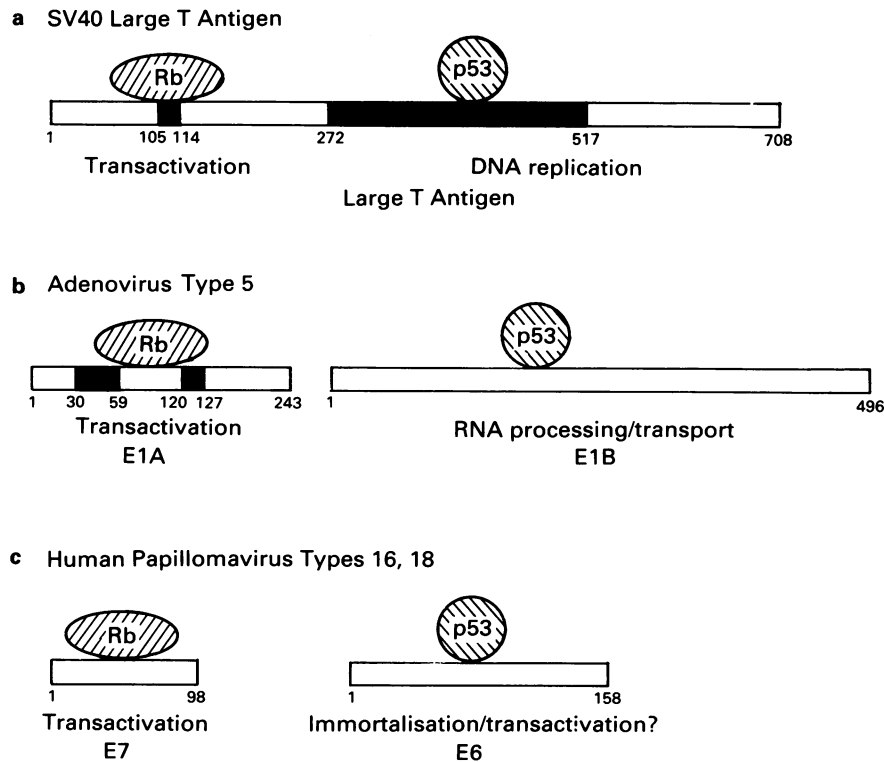 a SV40 Large T Antigen
Rb p53
1 105 114 272 517 708
Transactivation DNA replication
Large T Antigen
b Adenovirus Type 5
Rb p53
1 30 59 120 127 243 1 496
Transactivation RNA processing/transport
E1A E1B
c Human Papillomavirus Types 16, 18
Rb p53
1 98 1 158
Transactivation Immortalisation/transactivation?
E7 E6